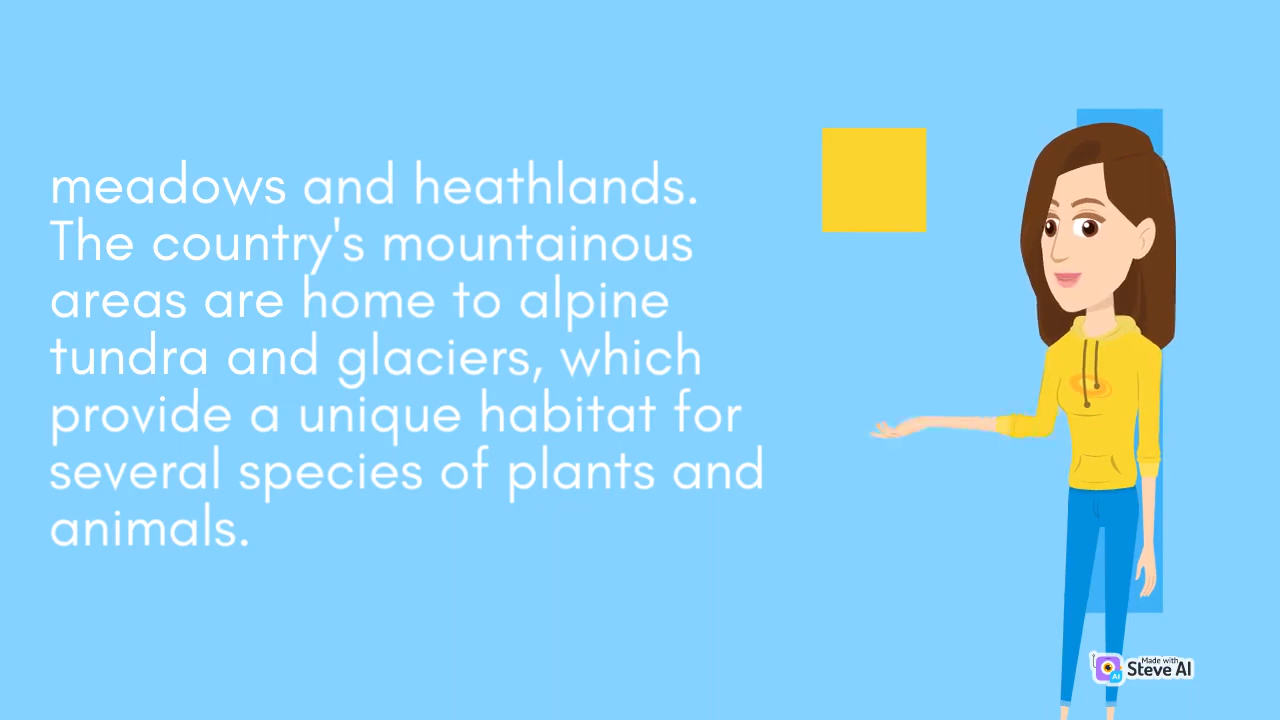 meadows and heathlands.
The country's mountainous
areas are home to alpine
tundra and glaciers, which
provide a unique habitat for
several species of plants and
animals.
Made with
Steve AI
AI